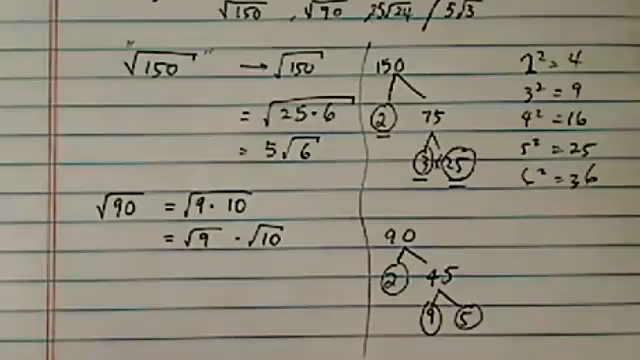 √150 , √90 , 25√24 / 5√3
"√150" → √150
= √25·6
= 5√6
√90 = √9·10
= √9 · √10
150
2 75
3 25
90
2 45
9 5
2² = 4
3² = 9
4² = 16
5² = 25
6² = 36